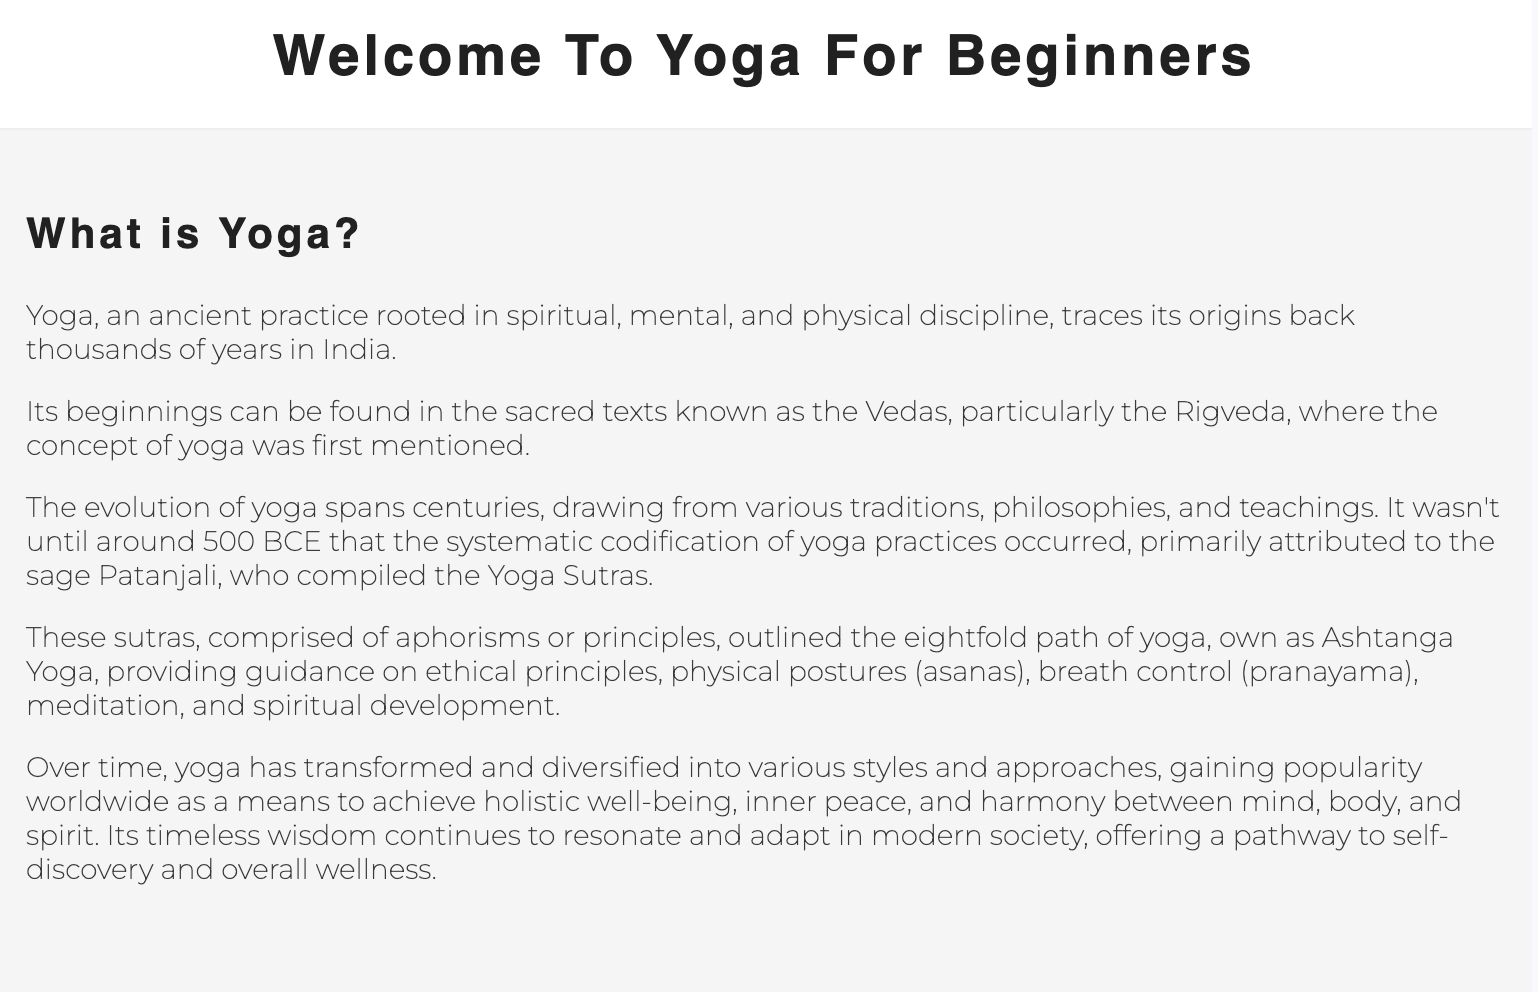 Welcome To Yoga For Beginners
What is Yoga?
Yoga, an ancient practice rooted in spiritual, mental, and physical discipline, traces its origins back
thousands of years in India.
Its beginnings can be found in the sacred texts known as the Vedas, particularly the Rigveda, where the
concept of yoga was first mentioned.
The evolution of yoga spans centuries, drawing from various traditions, philosophies, and teachings. It wasn't
until around 500 BCE that the systematic codification of yoga practices occurred, primarily attributed to the
sage Patanjali, who compiled the Yoga Sutras.
These sutras, comprised of aphorisms or principles, outlined the eightfold path of yoga, own as Ashtanga
Yoga, providing guidance on ethical principles, physical postures (asanas), breath control (pranayama),
meditation, and spiritual development.
Over time, yoga has transformed and diversified into various styles and approaches, gaining popularity
worldwide as a means to achieve holistic well-being, inner peace, and harmony between mind, body, and
spirit. Its timeless wisdom continues to resonate and adapt in modern society, offering a pathway to self-
discovery and overall wellness.